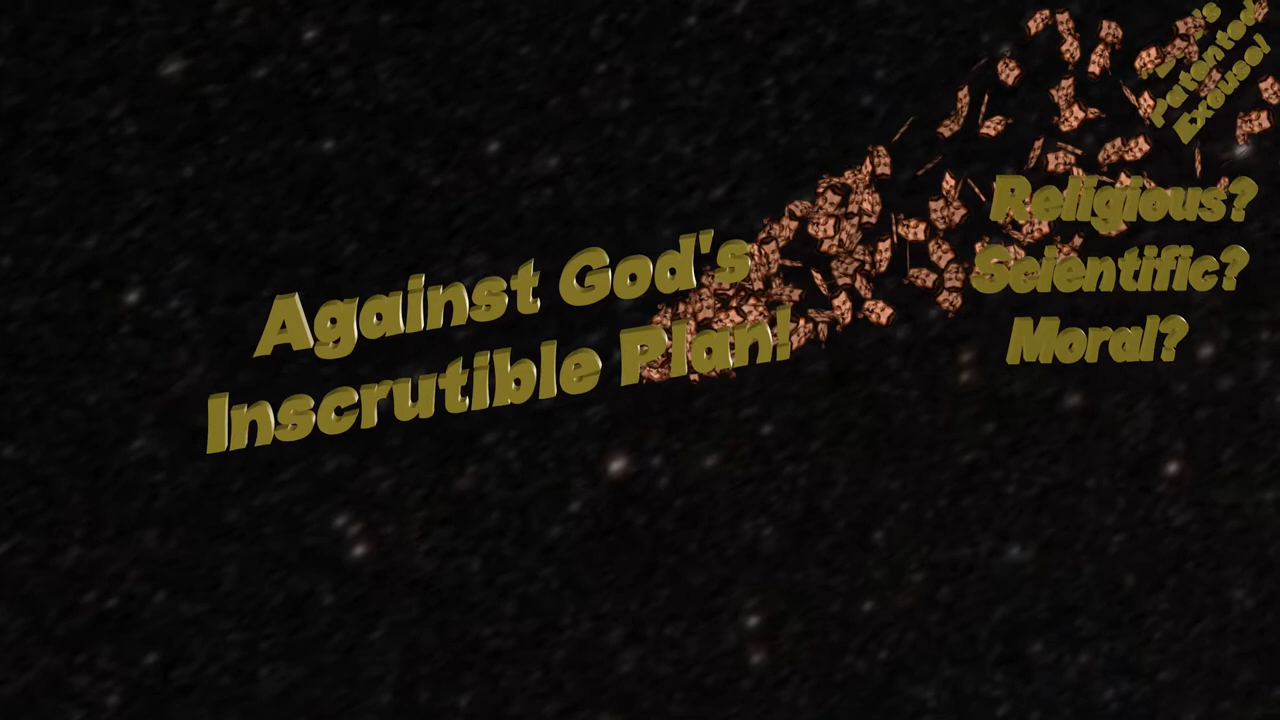 Against God's
Inscrutible Plan!
Religious?
Scientific?
Moral?
Patented
Excuse!